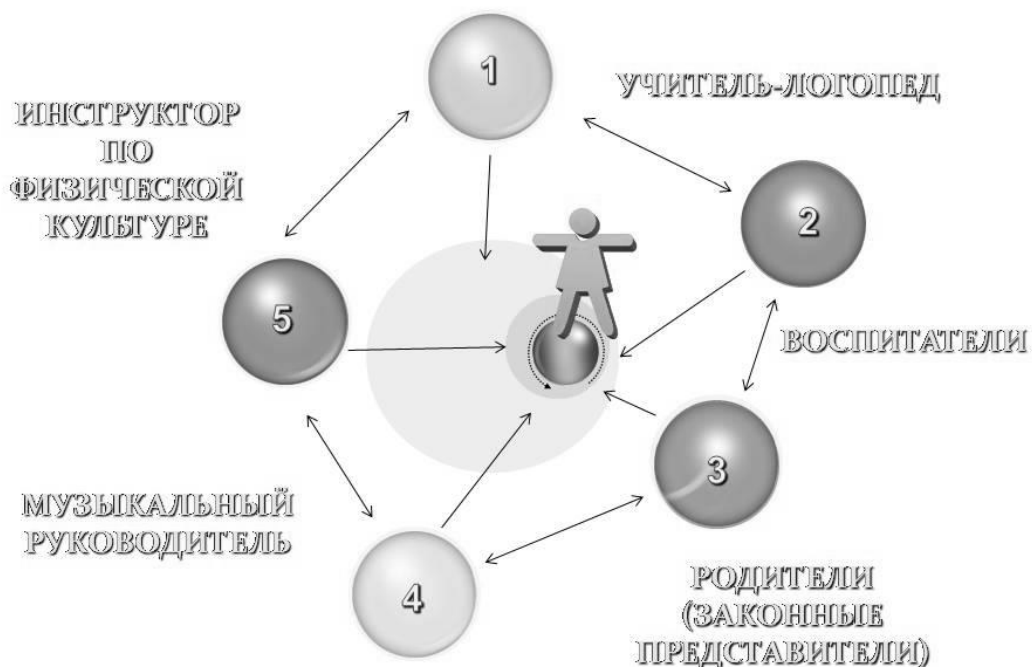 1
УЧИТЕЛЬ-ЛОГОПЕД
ИНСТРУКТОР
ПО
ФИЗИЧЕСКОЙ
КУЛЬТУРЕ
2
5
ВОСПИТАТЕЛИ
3
МУЗЫКАЛЬНЫЙ
РУКОВОДИТЕЛЬ
4
РОДИТЕЛИ
(ЗАКОННЫЕ
ПРЕДСТАВИТЕЛИ)